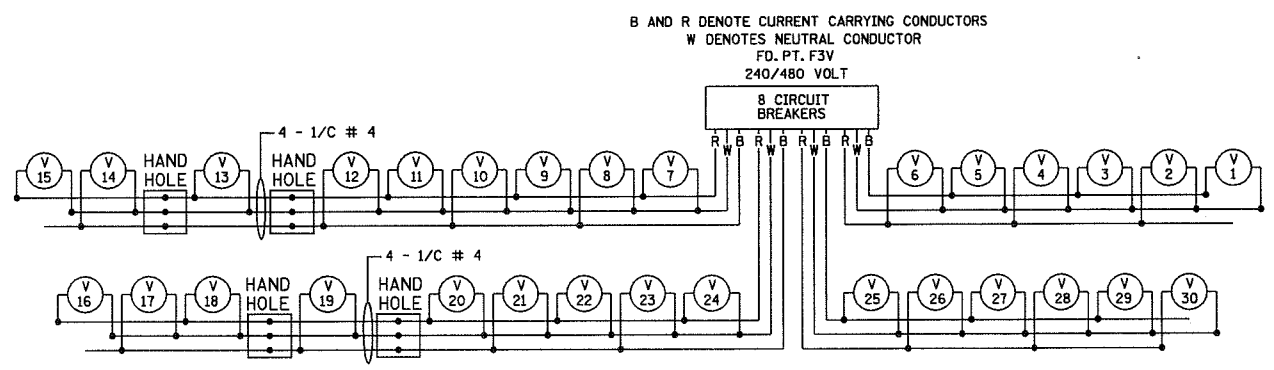 B AND R DENOTE CURRENT CARRYING CONDUCTORS
W DENOTES NEUTRAL CONDUCTOR
FD. PT. F3V
240/480 VOLT
8 CIRCUIT
BREAKERS
R W B R W B R W B R W B
4 - 1/C # 4
V 15
V 14
HAND HOLE
V 13
HAND HOLE
V 12
V 11
V 10
V 9
V 8
V 7
V 6
V 5
V 4
V 3
V 2
V 1
4 - 1/C # 4
V 16
V 17
V 18
HAND HOLE
V 19
HAND HOLE
V 20
V 21
V 22
V 23
V 24
V 25
V 26
V 27
V 28
V 29
V 30